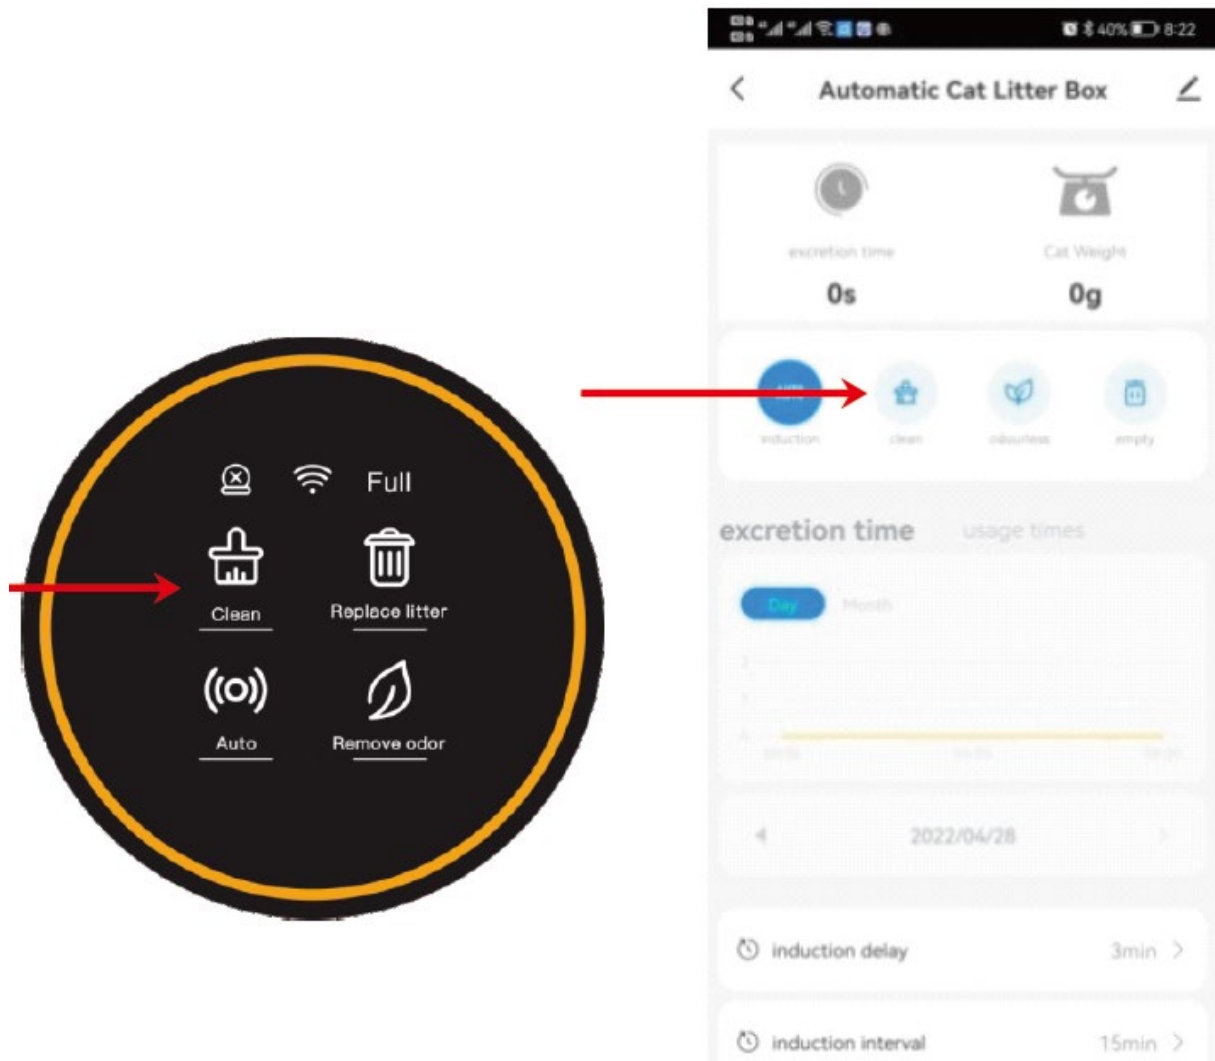 Full
Clean
Replace litter
Auto
Remove odor
40% 8:22
Automatic Cat Litter Box
excretion time
Cat Weight
0s
0g
induction
clean
odourless
empty
excretion time
usage times
Day
Month
2022/04/28
induction delay
3min
induction interval
15min